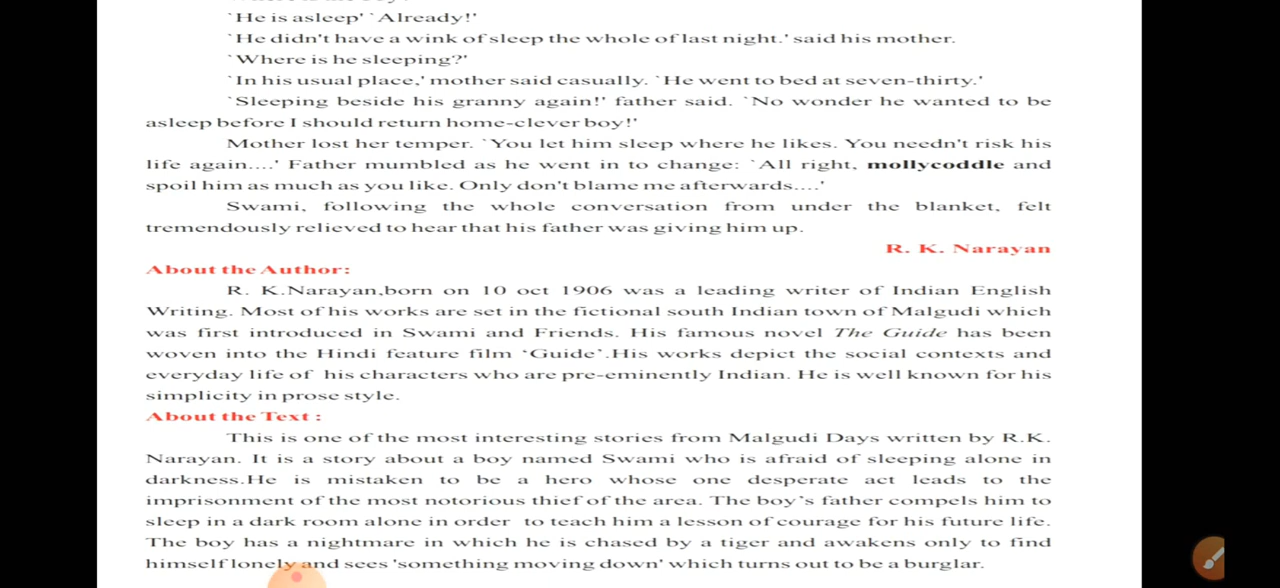 `He is asleep' `Already!'
`He didn't have a wink of sleep the whole of last night.' said his mother.
`Where is he sleeping?'
`In his usual place,' mother said casually. `He went to bed at seven-thirty.'
`Sleeping beside his granny again!' father said. `No wonder he wanted to be
asleep before I should return home-clever boy!'
Mother lost her temper. `You let him sleep where he likes. You needn't risk his
life again....' Father mumbled as he went in to change: `All right, mollycoddle and
spoil him as much as you like. Only don't blame me afterwards....'
Swami, following the whole conversation from under the blanket, felt
tremendously relieved to hear that his father was giving him up.
R. K. Narayan
About the Author:
R. K.Narayan,born on 10 oct 1906 was a leading writer of Indian English
Writing. Most of his works are set in the fictional south Indian town of Malgudi which
was first introduced in Swami and Friends. His famous novel The Guide has been
woven into the Hindi feature film ‘Guide’.His works depict the social contexts and
everyday life of his characters who are pre-eminently Indian. He is well known for his
simplicity in prose style.
About the Text :
This is one of the most interesting stories from Malgudi Days written by R.K.
Narayan. It is a story about a boy named Swami who is afraid of sleeping alone in
darkness.He is mistaken to be a hero whose one desperate act leads to the
imprisonment of the most notorious thief of the area. The boy’s father compels him to
sleep in a dark room alone in order to teach him a lesson of courage for his future life.
The boy has a nightmare in which he is chased by a tiger and awakens only to find
himself lonely and sees 'something moving down' which turns out to be a burglar.